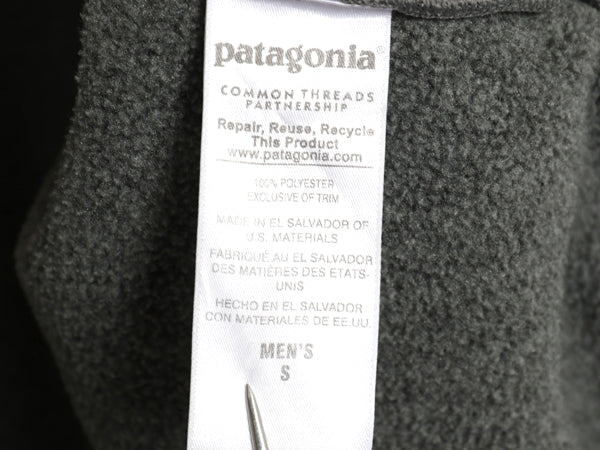 patagonia®
COMMON THREADS
PARTNERSHIP
Repair, Reuse, Recycle
This Product
www.patagonia.com
100% POLYESTER
EXCLUSIVE OF TRIM
MADE IN EL SALVADOR OF
U.S. MATERIALS
FABRIQUÉ AU EL SALVADOR
DES MATIÈRES DES ETATS-
UNIS
HECHO EN EL SALVADOR
CON MATERIALES DE EE.UU.
MEN'S
S